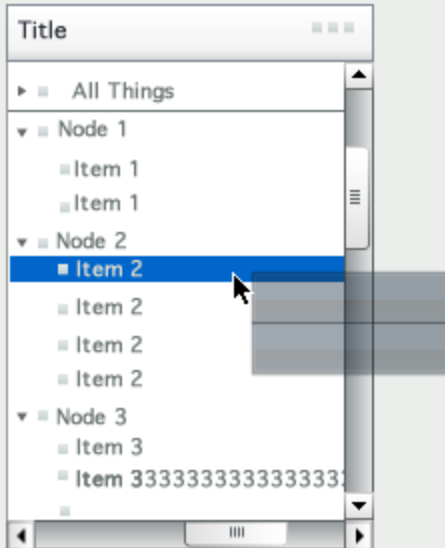 Title
All Things
Node 1
Item 1
Item 1
Node 2
Item 2
Item 2
Item 2
Item 2
Node 3
Item 3
Item 333333333333333333